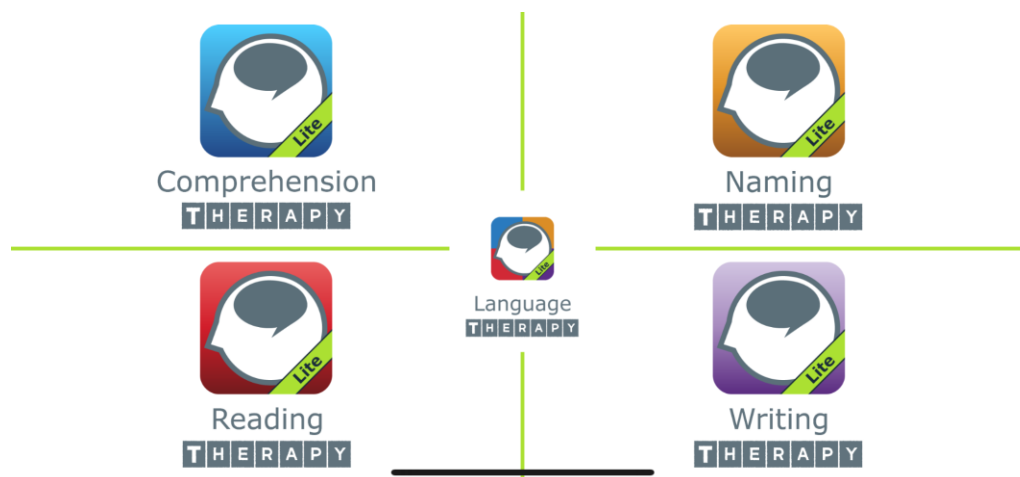 Lite
Comprehension
THERAPY
Lite
Naming
THERAPY
Lite
Language
THERAPY
Lite
Reading
THERAPY
Lite
Writing
THERAPY